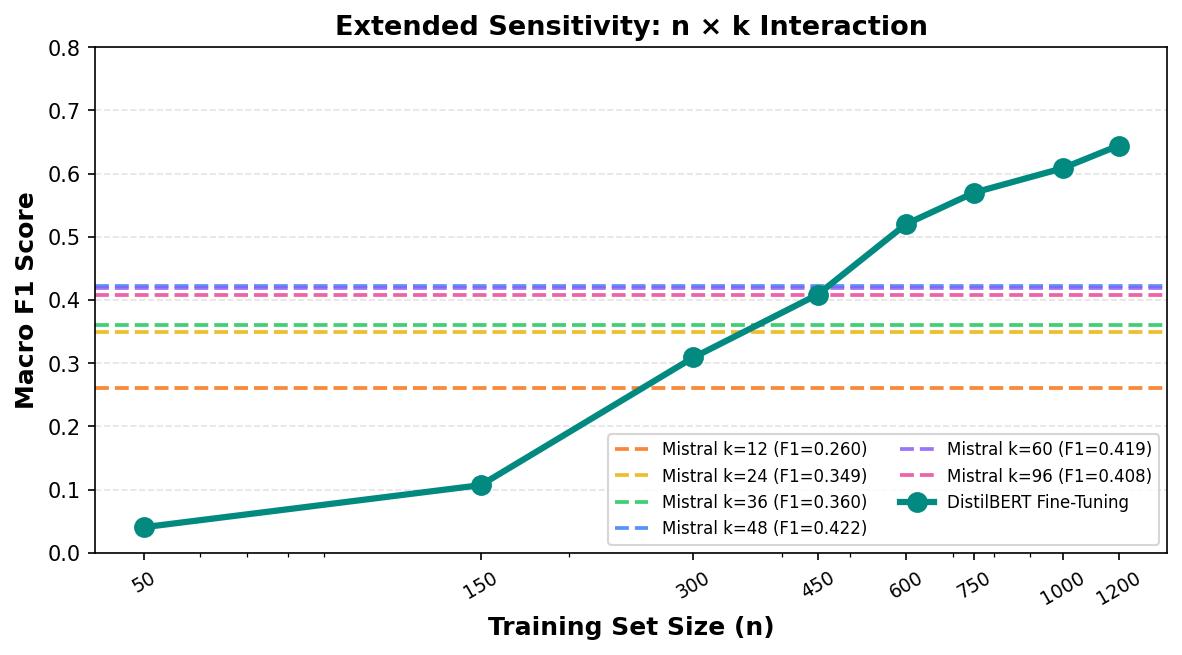 Extended Sensitivity: n × k Interaction
Macro F1 Score
0.8
0.7
0.6
0.5
0.4
0.3
0.2
0.1
0.0
Mistral k=12 (F1=0.260)
Mistral k=24 (F1=0.349)
Mistral k=36 (F1=0.360)
Mistral k=48 (F1=0.422)
Mistral k=60 (F1=0.419)
Mistral k=96 (F1=0.408)
DistilBERT Fine-Tuning
50
150
300
450
600
750
1000
1200
Training Set Size (n)